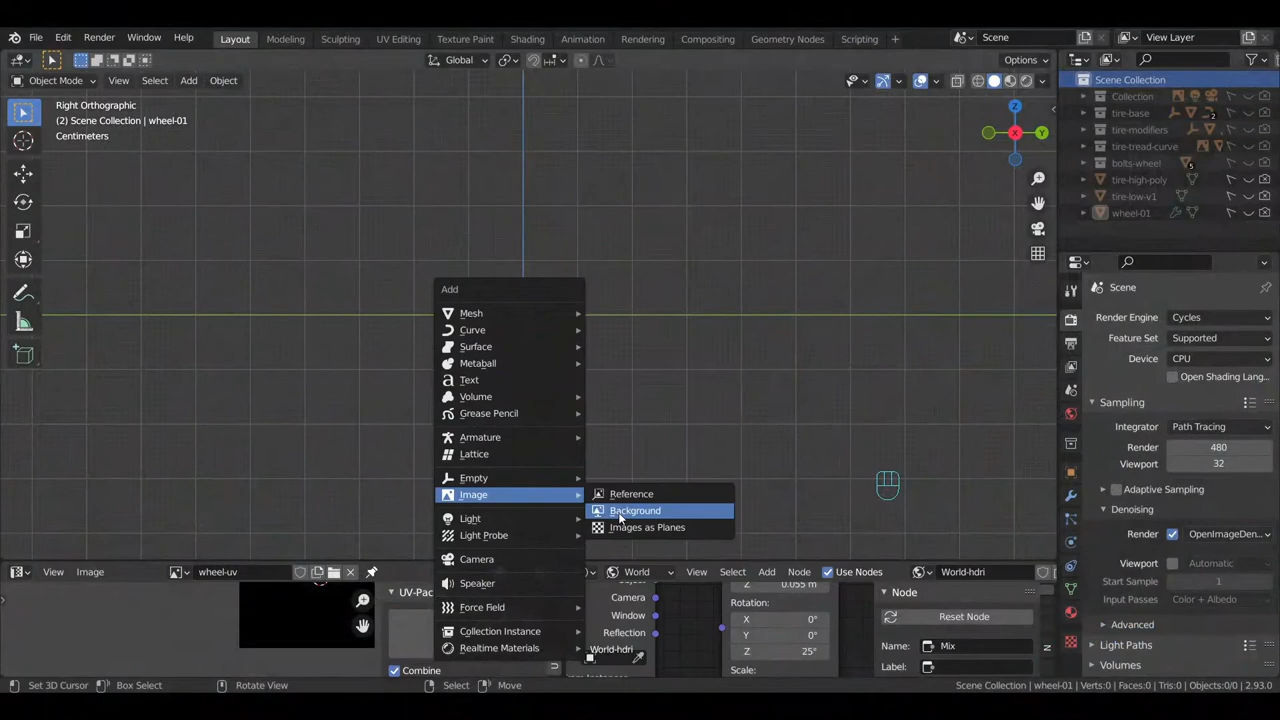 File Edit Render Window Help Layout Modeling Sculpting UV Editing Texture Paint Shading Animation Rendering Compositing Geometry Nodes Scripting + Scene View Layer
Global Options
Object Mode View Select Add Object
Right Orthographic
(2) Scene Collection | wheel-01
Centimeters
Z
Y
X
Scene Collection
Collection
tire-base 2
tire-modifiers
tire-tread-curve
bolts-wheel 5
tire-high-poly
tire-low-v1
wheel-01
Add
Mesh
Curve
Surface
Metaball
Text
Volume
Grease Pencil
Armature
Lattice
Empty
Image
Light
Light Probe
Camera
Speaker
Force Field
Collection Instance
Realtime Materials
Reference
Background
Images as Planes
Scene
Render Engine Cycles
Feature Set Supported
Device CPU
Open Shading Lang...
Sampling
Integrator Path Tracing
Render 480
Viewport 32
Adaptive Sampling
Denoising
Render OpenImageDen...
Viewport Automatic
Start Sample 1
Input Passes Color + Albedo
Advanced
Light Paths
Volumes
View Image wheel-uv
UV-Pac
Combine
World View Select Add Node Use Nodes World-hdri
Camera
Window
Reflection
World-hdri
Z 0.055 m
Rotation:
X 0°
Y 0°
Z 25°
Scale:
Node
Reset Node
Name: Mix
Label:
Set 3D Cursor Box Select Rotate View Select Move Scene Collection | wheel-01 | Verts:0 | Faces:0 | Tris:0 | Objects:0/0 | 2.93.0